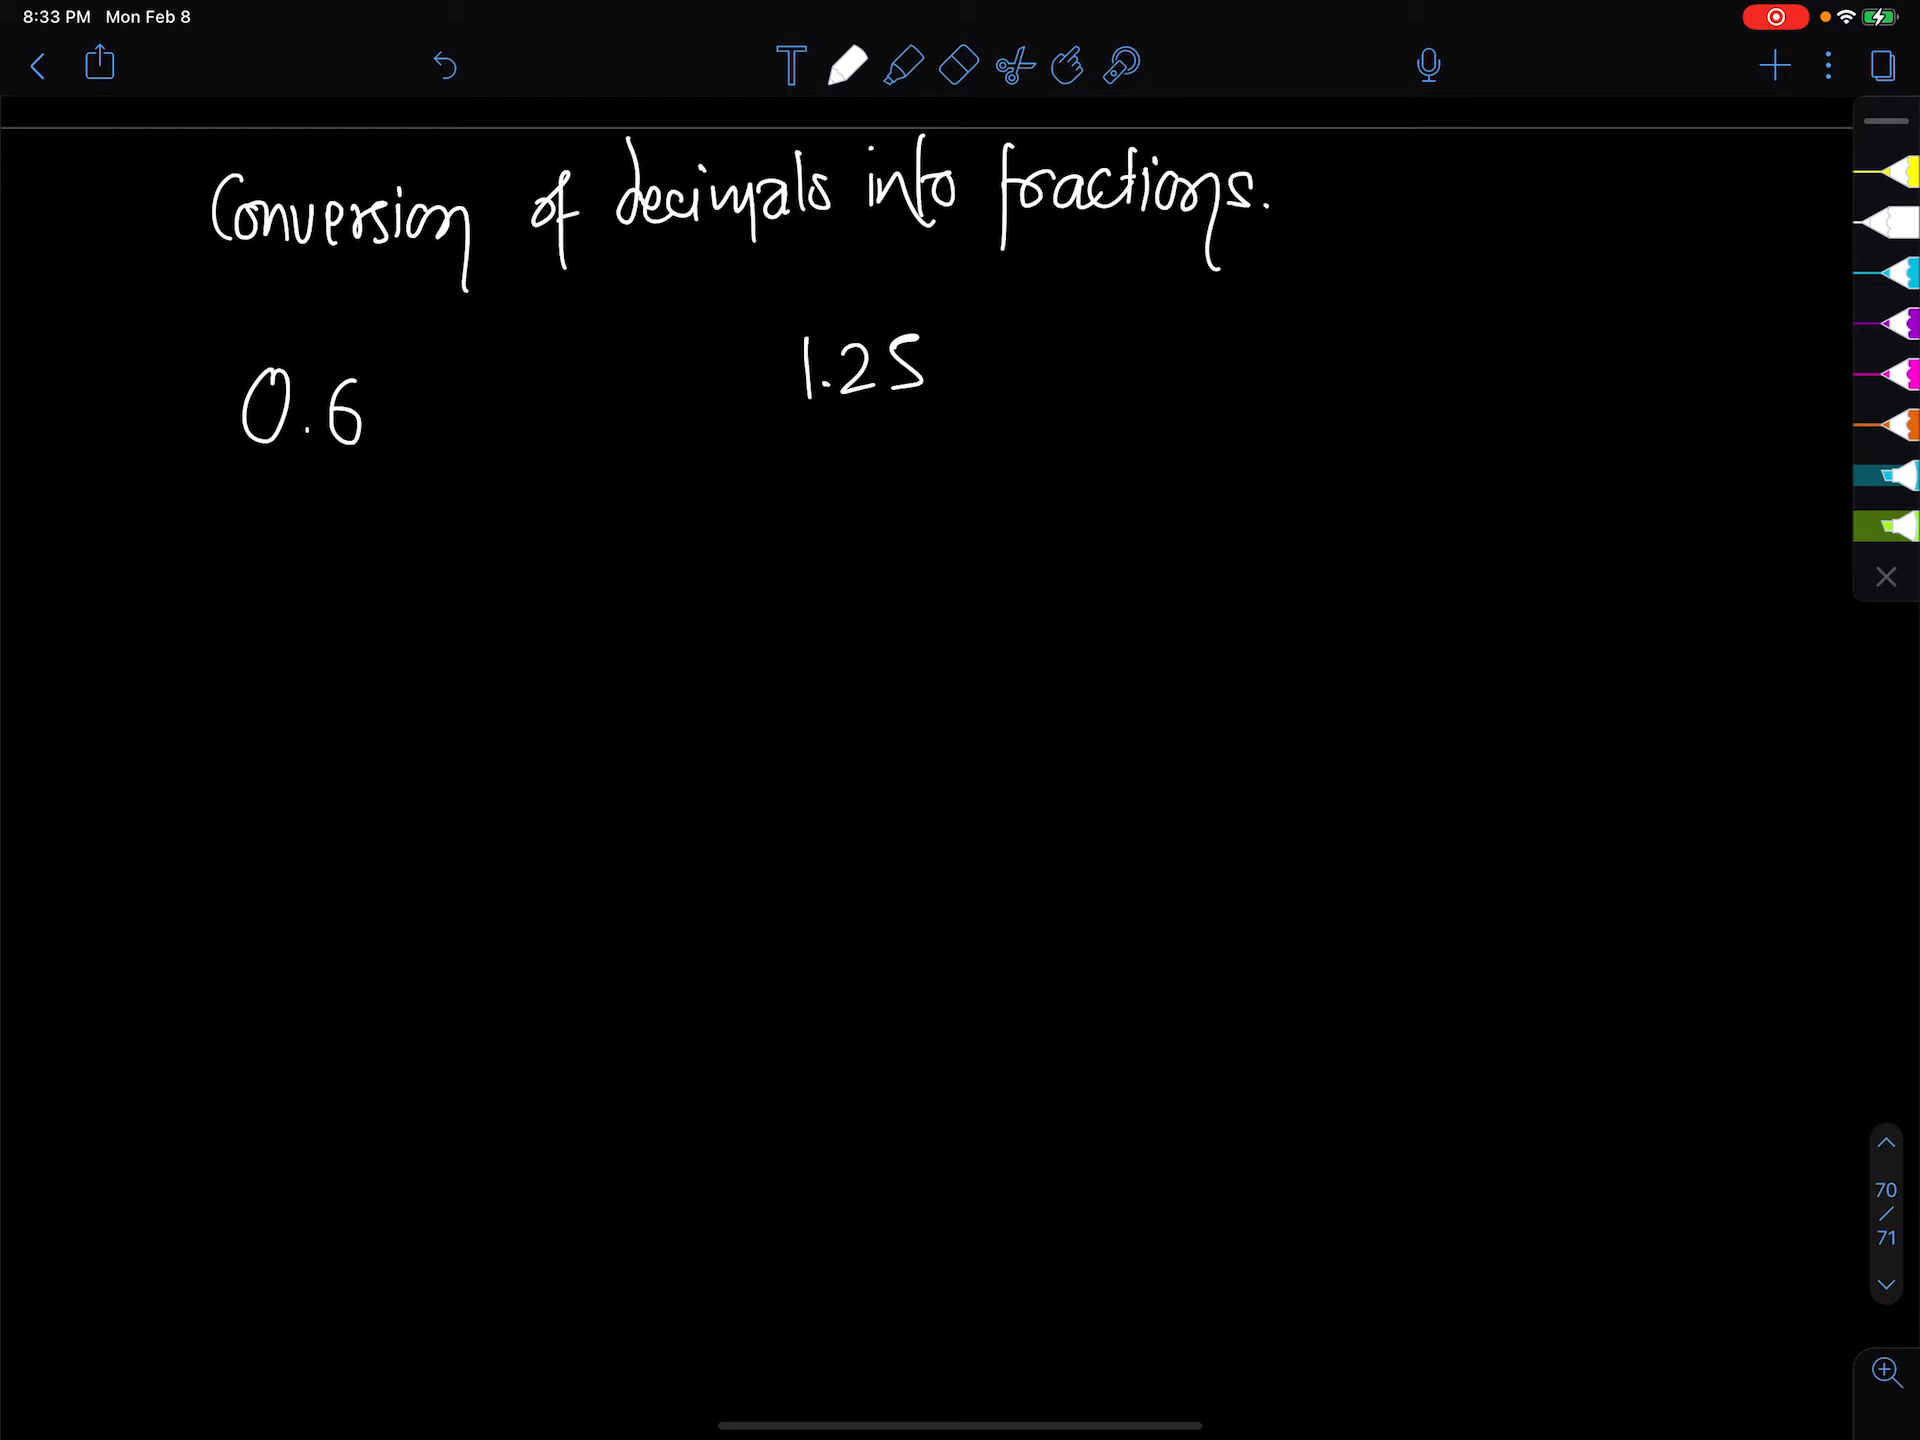 8:33 PM Mon Feb 8
Conversion of decimals into fractions.
0.6
1.25
70
/
71